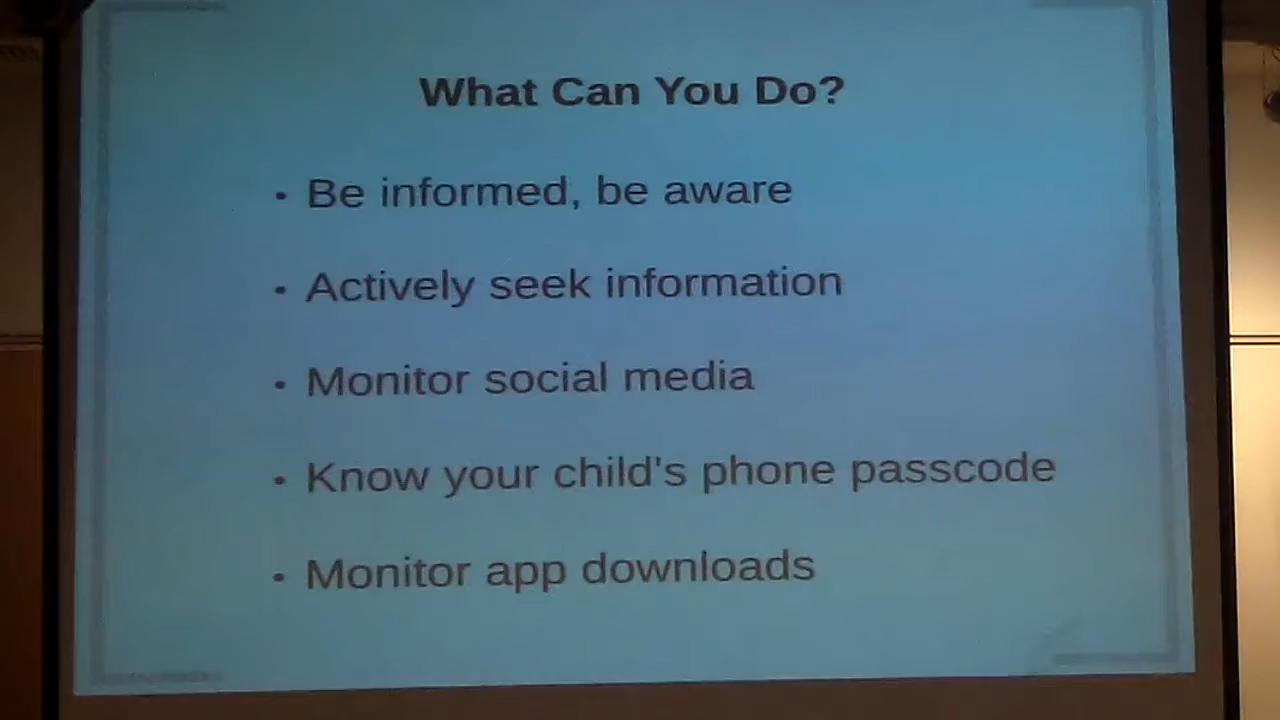 What Can You Do?
• Be informed, be aware
• Actively seek information
• Monitor social media
• Know your child's phone passcode
• Monitor app downloads